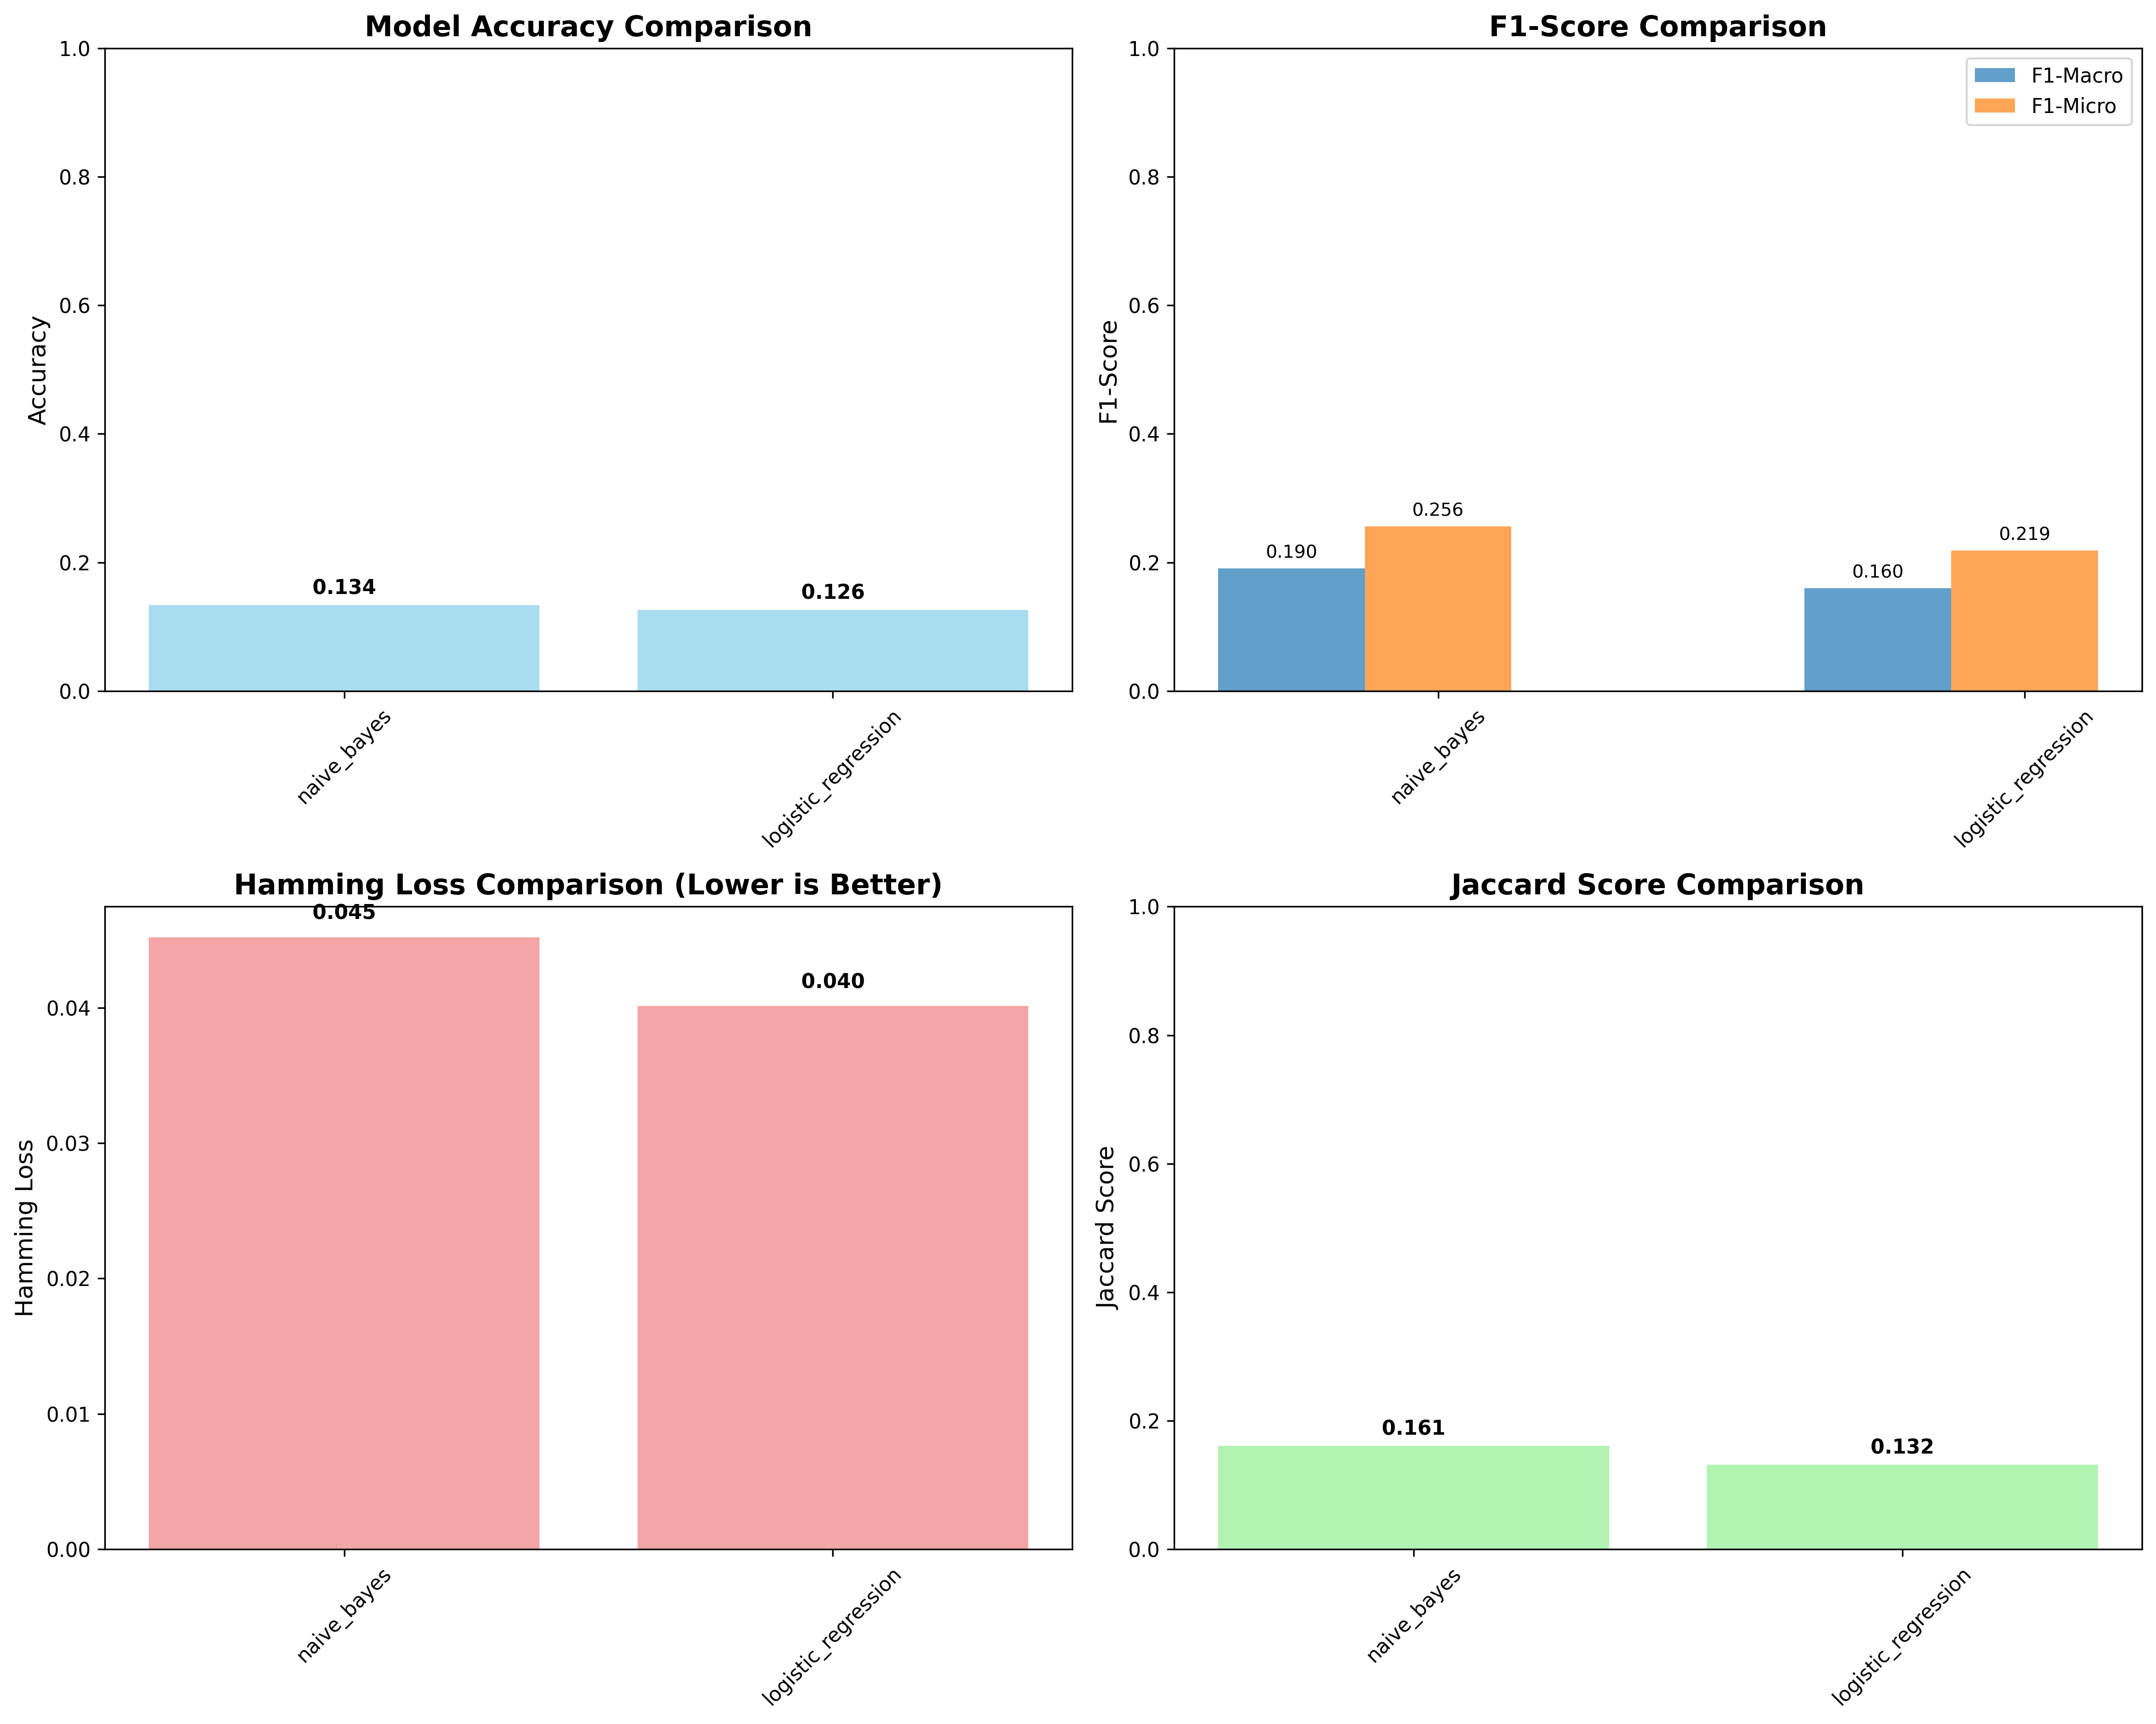 Model Accuracy Comparison
Accuracy
1.0
0.8
0.6
0.4
0.2
0.0
0.134
0.126
naive_bayes
logistic_regression
F1-Score Comparison
F1-Score
1.0
0.8
0.6
0.4
0.2
0.0
F1-Macro
F1-Micro
0.190
0.256
0.160
0.219
naive_bayes
logistic_regression
Hamming Loss Comparison (Lower is Better)
Hamming Loss
0.04
0.03
0.02
0.01
0.00
0.045
0.040
naive_bayes
logistic_regression
Jaccard Score Comparison
Jaccard Score
1.0
0.8
0.6
0.4
0.2
0.0
0.161
0.132
naive_bayes
logistic_regression